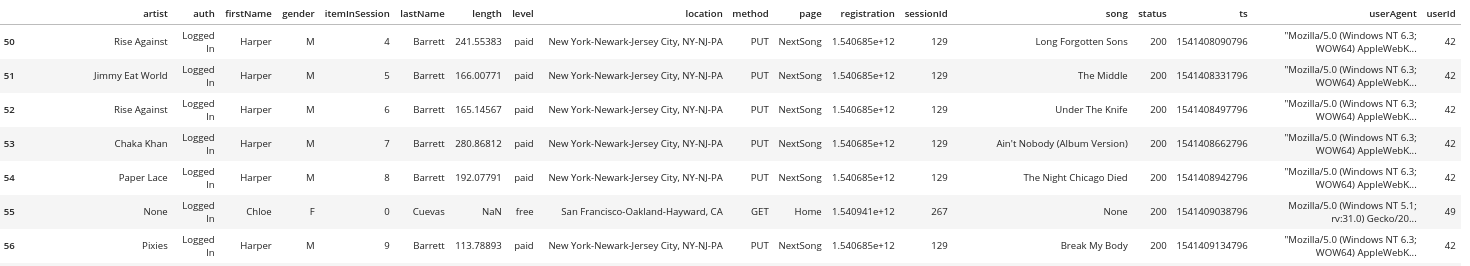 artist auth firstName gender itemInSession lastName length level location method page registration sessionId song status ts userAgent userId
50 Rise Against Logged In Harper M 4 Barrett 241.55383 paid New York-Newark-Jersey City, NY-NJ-PA PUT NextSong 1.540685e+12 129 Long Forgotten Sons 200 1541408090796 "Mozilla/5.0 (Windows NT 6.3; WOW64) AppleWebK... 42
51 Jimmy Eat World Logged In Harper M 5 Barrett 166.00771 paid New York-Newark-Jersey City, NY-NJ-PA PUT NextSong 1.540685e+12 129 The Middle 200 1541408331796 "Mozilla/5.0 (Windows NT 6.3; WOW64) AppleWebK... 42
52 Rise Against Logged In Harper M 6 Barrett 165.14567 paid New York-Newark-Jersey City, NY-NJ-PA PUT NextSong 1.540685e+12 129 Under The Knife 200 1541408497796 "Mozilla/5.0 (Windows NT 6.3; WOW64) AppleWebK... 42
53 Chaka Khan Logged In Harper M 7 Barrett 280.86812 paid New York-Newark-Jersey City, NY-NJ-PA PUT NextSong 1.540685e+12 129 Ain't Nobody (Album Version) 200 1541408662796 "Mozilla/5.0 (Windows NT 6.3; WOW64) AppleWebK... 42
54 Paper Lace Logged In Harper M 8 Barrett 192.07791 paid New York-Newark-Jersey City, NY-NJ-PA PUT NextSong 1.540685e+12 129 The Night Chicago Died 200 1541408942796 "Mozilla/5.0 (Windows NT 6.3; WOW64) AppleWebK... 42
55 None Logged In Chloe F 0 Cuevas NaN free San Francisco-Oakland-Hayward, CA GET Home 1.540941e+12 267 None 200 1541409038796 Mozilla/5.0 (Windows NT 5.1; rv:31.0) Gecko/20... 49
56 Pixies Logged In Harper M 9 Barrett 113.78893 paid New York-Newark-Jersey City, NY-NJ-PA PUT NextSong 1.540685e+12 129 Break My Body 200 1541409134796 "Mozilla/5.0 (Windows NT 6.3; WOW64) AppleWebK... 42